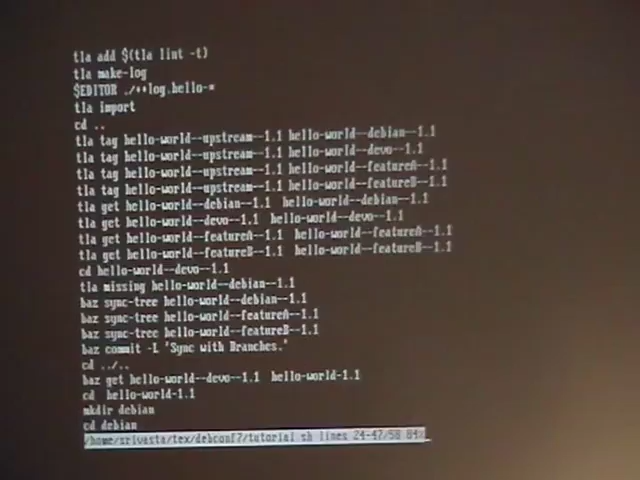 tla add $(tla lint -t)
tla make-log
$EDITOR ./++log.hello-*
tla import
cd ..
tla tag hello-world--upstream--1.1 hello-world--debian--1.1
tla tag hello-world--upstream--1.1 hello-world--devo--1.1
tla tag hello-world--upstream--1.1 hello-world--featureA--1.1
tla tag hello-world--upstream--1.1 hello-world--featureB--1.1
tla get hello-world--debian--1.1 hello-world--debian--1.1
tla get hello-world--devo--1.1 hello-world--devo--1.1
tla get hello-world--featureA--1.1 hello-world--featureA--1.1
tla get hello-world--featureB--1.1 hello-world--featureB--1.1
cd hello-world--devo--1.1
tla missing hello-world--debian--1.1
baz sync-tree hello-world--debian--1.1
baz sync-tree hello-world--featureA--1.1
baz sync-tree hello-world--featureB--1.1
baz commit -L 'Sync with Branches.'
cd ../..
baz get hello-world--devo--1.1 hello-world-1.1
cd hello-world-1.1
mkdir debian
cd debian
/home/srivasta/tex/debconf7/tutorial sh lines 24-47/58 84%